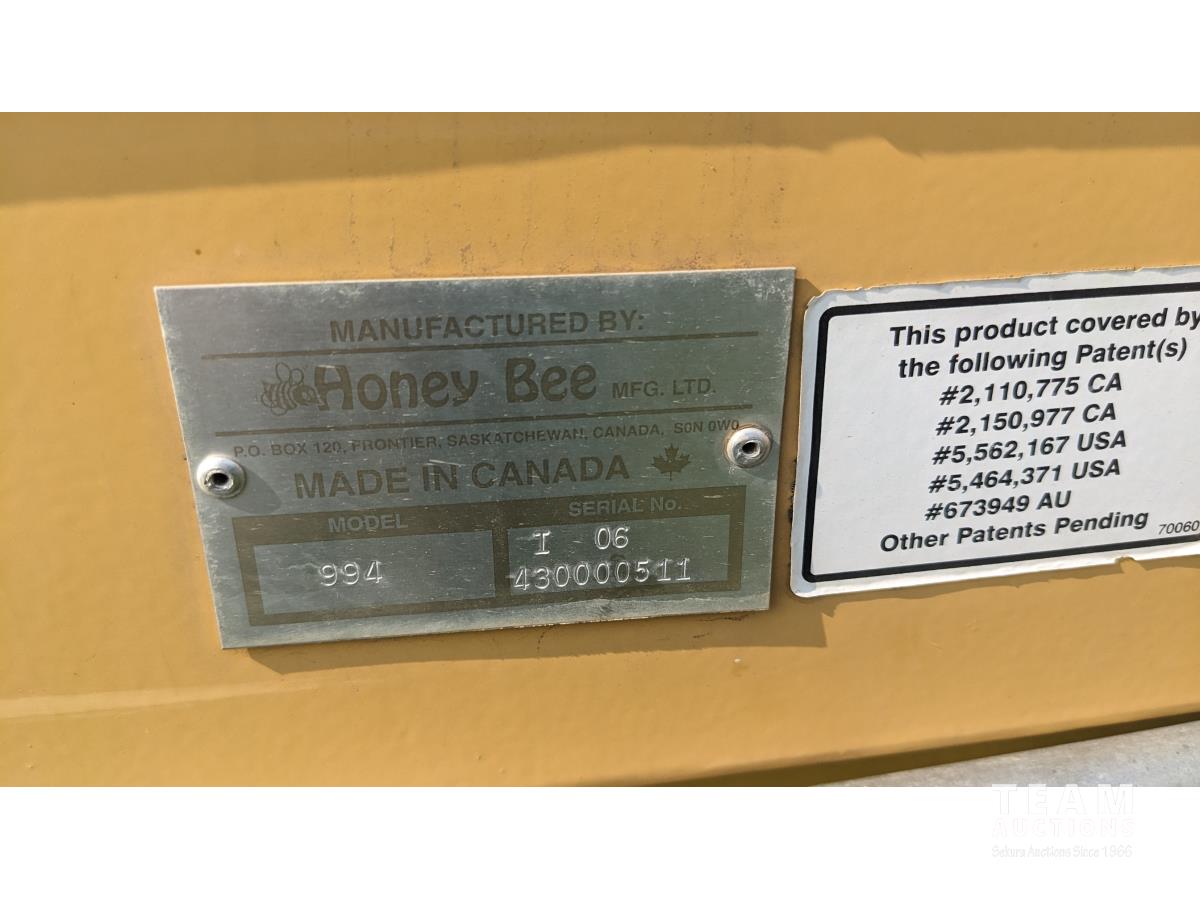 MANUFACTURED BY:
Honey Bee MFG. LTD.
P.O. BOX 120, FRONTIER, SASKATCHEWAN, CANADA, S0N 0W0
MADE IN CANADA
MODEL
994
SERIAL No.
I 06
430000511
This product covered by
the following Patent(s)
#2,110,775 CA
#2,150,977 CA
#5,562,167 USA
#5,464,371 USA
#673949 AU
Other Patents Pending
70060
TEAM
AUCTIONS
Sekura Auctions Since 1966